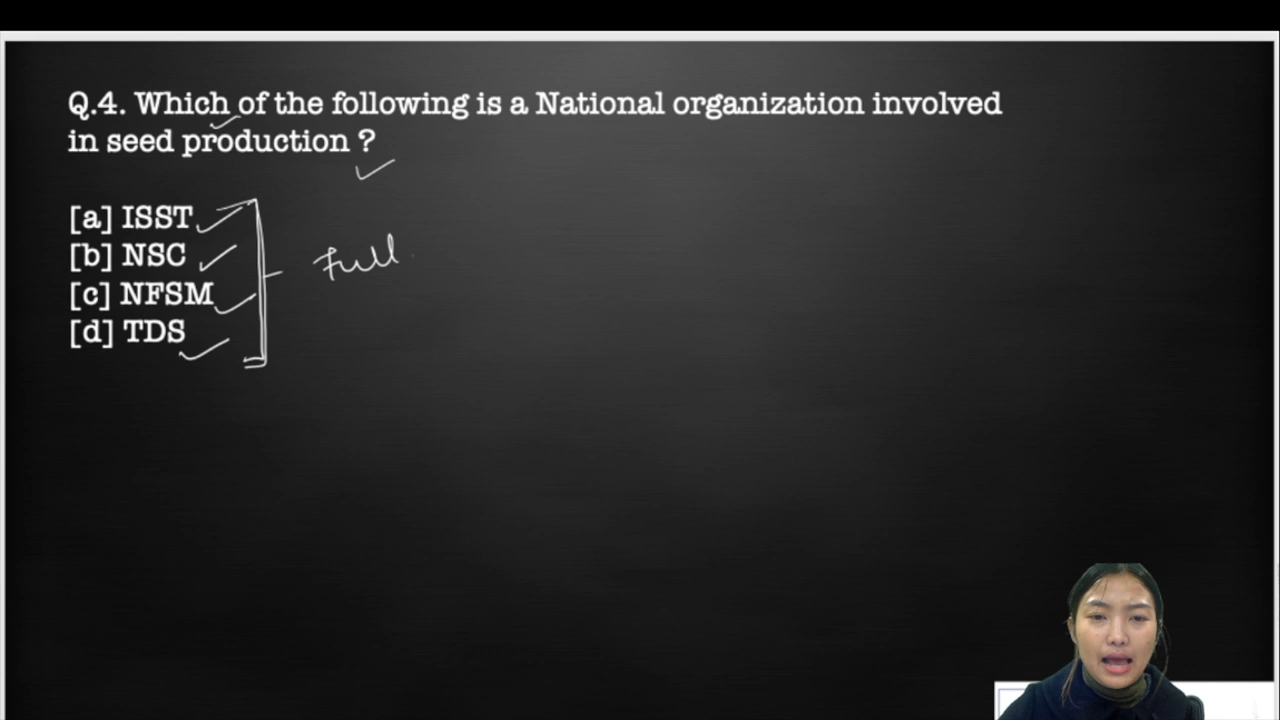 Q.4. Which of the following is a National organization involved
in seed production ?
[a] ISST
[b] NSC
[c] NFSM
[d] TDS
Full